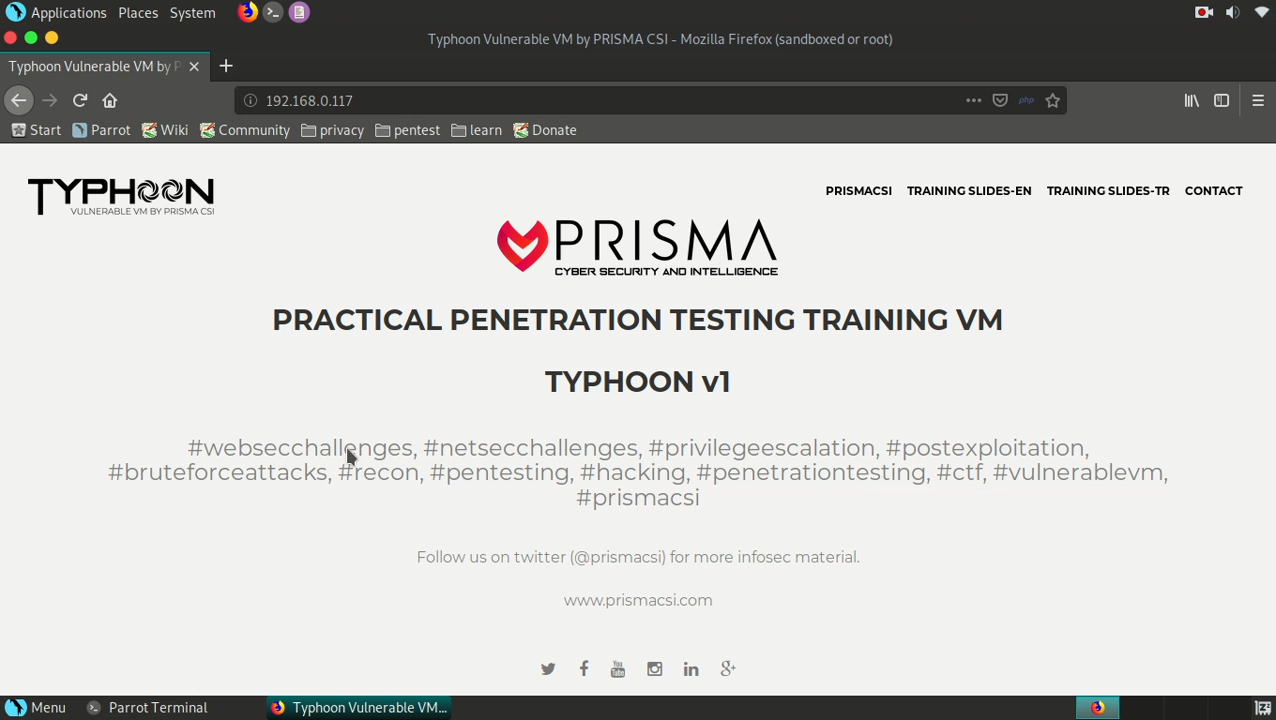 Applications Places System
Typhoon Vulnerable VM by PRISMA CSI - Mozilla Firefox (sandboxed or root)
Typhoon Vulnerable VM by P
192.168.0.117
php
Start Parrot Wiki Community privacy pentest learn Donate
TYPHOON
VULNERABLE VM BY PRISMA CSI
PRISMACSI TRAINING SLIDES-EN TRAINING SLIDES-TR CONTACT
PRISMA
CYBER SECURITY AND INTELLIGENCE
PRACTICAL PENETRATION TESTING TRAINING VM
TYPHOON v1
#websecchallenges, #netsecchallenges, #privilegeescalation, #postexploitation,
#bruteforceattacks, #recon, #pentesting, #hacking, #penetrationtesting, #ctf, #vulnerablevm,
#prismacsi
Follow us on twitter (@prismacsi) for more infosec material.
www.prismacsi.com
You Tube
Menu Parrot Terminal Typhoon Vulnerable VM...